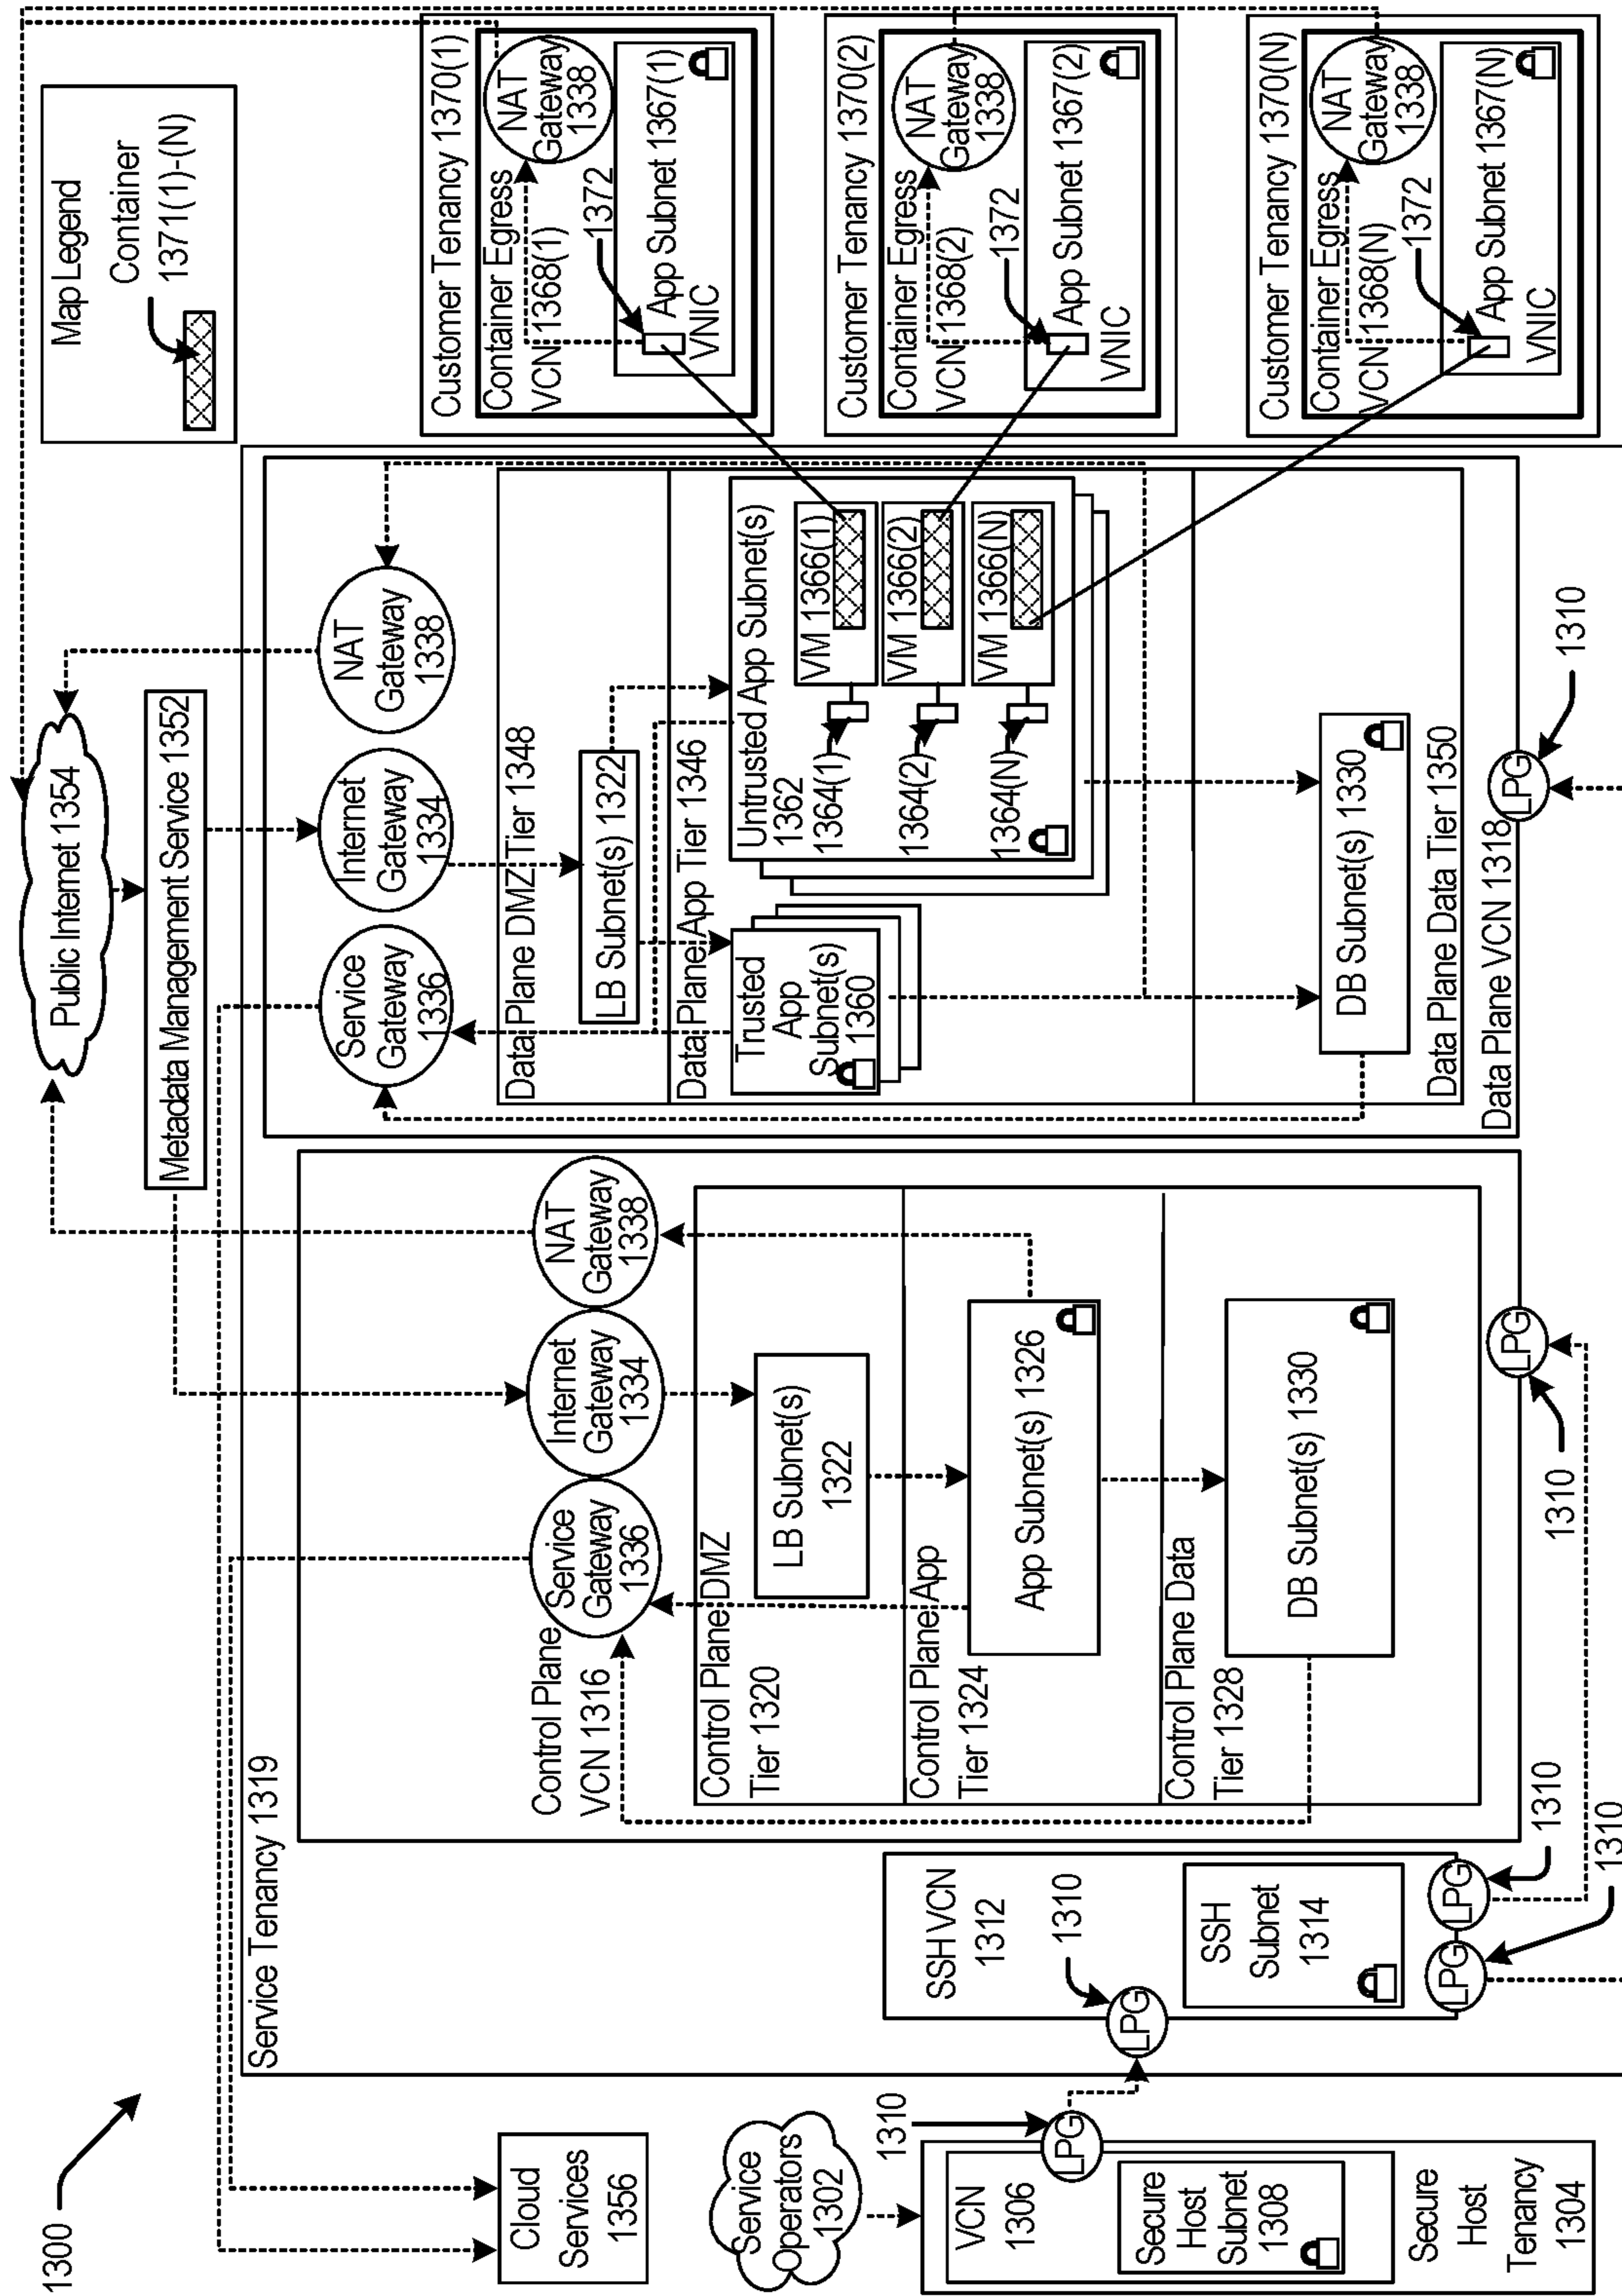 1300
Public Internet 1354
Metadata Management Service 1352
Map Legend
Container
1371(1)-(N)
Cloud
Services
1356
Service
Operators
1302
1310
LPG
VCN
1306
Secure
Host
Subnet
1308
Secure
Host
Tenancy
1304
Service Tenancy 1319
SSH VCN
1312
1310
LPG
SSH
Subnet
1314
LPG
LPG
1310
1310
Control Plane
VCN 1316
Service
Gateway
1336
Internet
Gateway
1334
NAT
Gateway
1338
Control Plane DMZ
Tier 1320
LB Subnet(s)
1322
Control Plane App
Tier 1324
App Subnet(s) 1326
Control Plane Data
Tier 1328
DB Subnet(s) 1330
LPG
1310
Service
Gateway
1336
Internet
Gateway
1334
NAT
Gateway
1338
Data Plane DMZ Tier 1348
LB Subnet(s) 1322
Data Plane App Tier 1346
Trusted
App
Subnet(s)
1360
Untrusted App Subnet(s)
1362
1364(1)
VM 1366(1)
1364(2)
VM 1366(2)
1364(N)
VM 1366(N)
DB Subnet(s) 1330
Data Plane Data Tier 1350
Data Plane VCN 1318
LPG
1310
Customer Tenancy 1370(1)
Container Egress
VCN 1368(1)
NAT
Gateway
1338
1372
App Subnet 1367(1)
VNIC
Customer Tenancy 1370(2)
Container Egress
VCN 1368(2)
NAT
Gateway
1338
1372
App Subnet 1367(2)
VNIC
Customer Tenancy 1370(N)
Container Egress
VCN 1368(N)
NAT
Gateway
1338
1372
App Subnet 1367(N)
VNIC